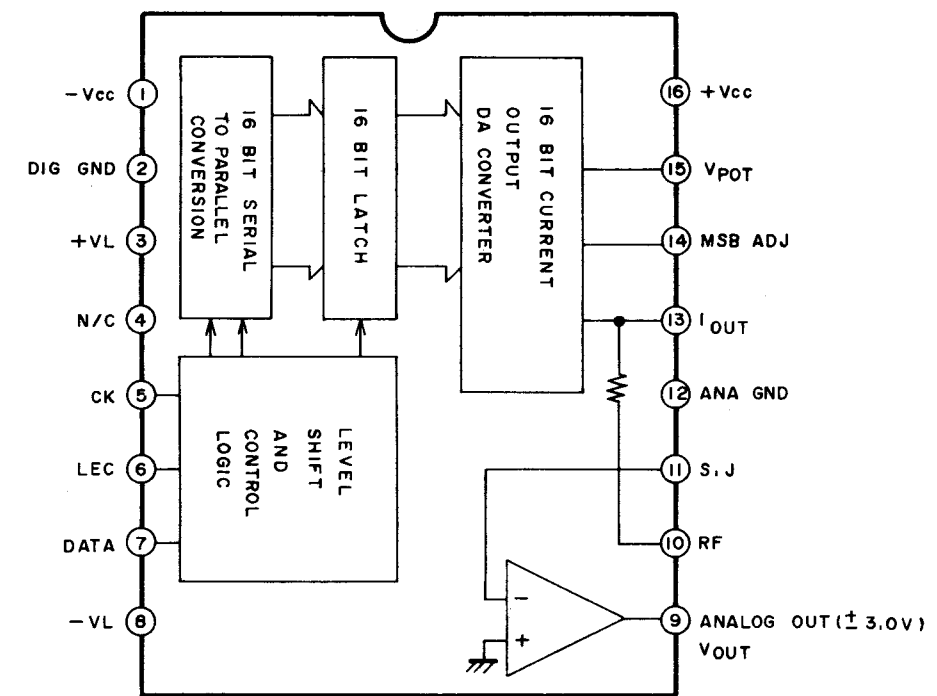 -Vcc 1
DIG GND 2
+VL 3
N/C 4
CK 5
LEC 6
DATA 7
-VL 8
16 BIT SERIAL
TO PARALLEL
CONVERSION
16 BIT LATCH
16 BIT CURRENT
OUTPUT
DA CONVERTER
LEVEL
SHIFT
AND
CONTROL
LOGIC
-
+
16 +Vcc
15 VPOT
14 MSB ADJ
13 IOUT
12 ANA GND
11 S.J
10 RF
9 ANALOG OUT(±3.0V)
VOUT